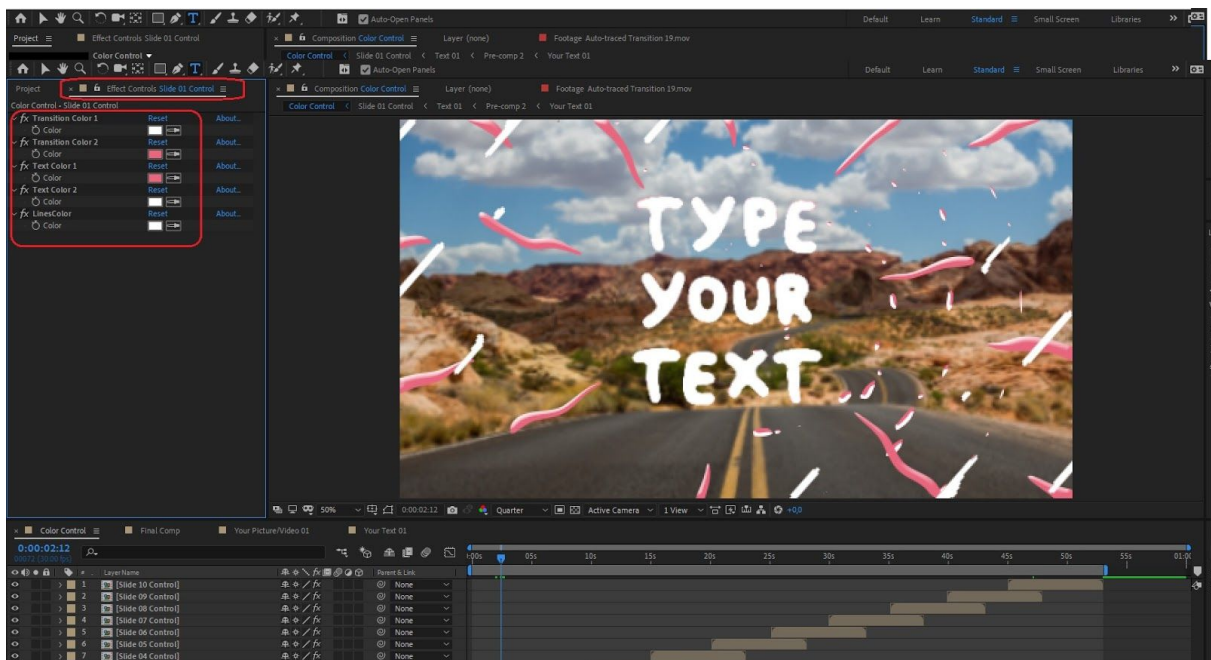 Auto-Open Panels Default Learn Standard Small Screen Libraries
Project Effect Controls Slide 01 Control Composition Color Control Layer (none) Footage Auto-traced Transition 19.mov
Color Control Color Control Slide 01 Control Text 01 Pre-comp 2 Your Text 01
Auto-Open Panels Default Learn Standard Small Screen Libraries
Project Effect Controls Slide 01 Control Composition Color Control Layer (none) Footage Auto-traced Transition 19.mov
Color Control • Slide 01 Control Color Control Slide 01 Control Text 01 Pre-comp 2 Your Text 01
fx Transition Color 1 Reset About...
Color
fx Transition Color 2 Reset About...
Color
fx Text Color 1 Reset About...
Color
fx Text Color 2 Reset About...
Color
fx LinesColor Reset About...
Color
TYPE
YOUR
TEXT
50% 0:00:02:12 Quarter Active Camera 1 View +0,0
Color Control Final Comp Your Picture/Video 01 Your Text 01
0:00:02:12
05s 10s 15s 20s 25s 30s 35s 40s 45s 50s 55s
# Layer Name Parent & Link
1 [Slide 10 Control] None
2 [Slide 09 Control] None
3 [Slide 08 Control] None
4 [Slide 07 Control] None
5 [Slide 06 Control] None
6 [Slide 05 Control] None
7 [Slide 04 Control] None